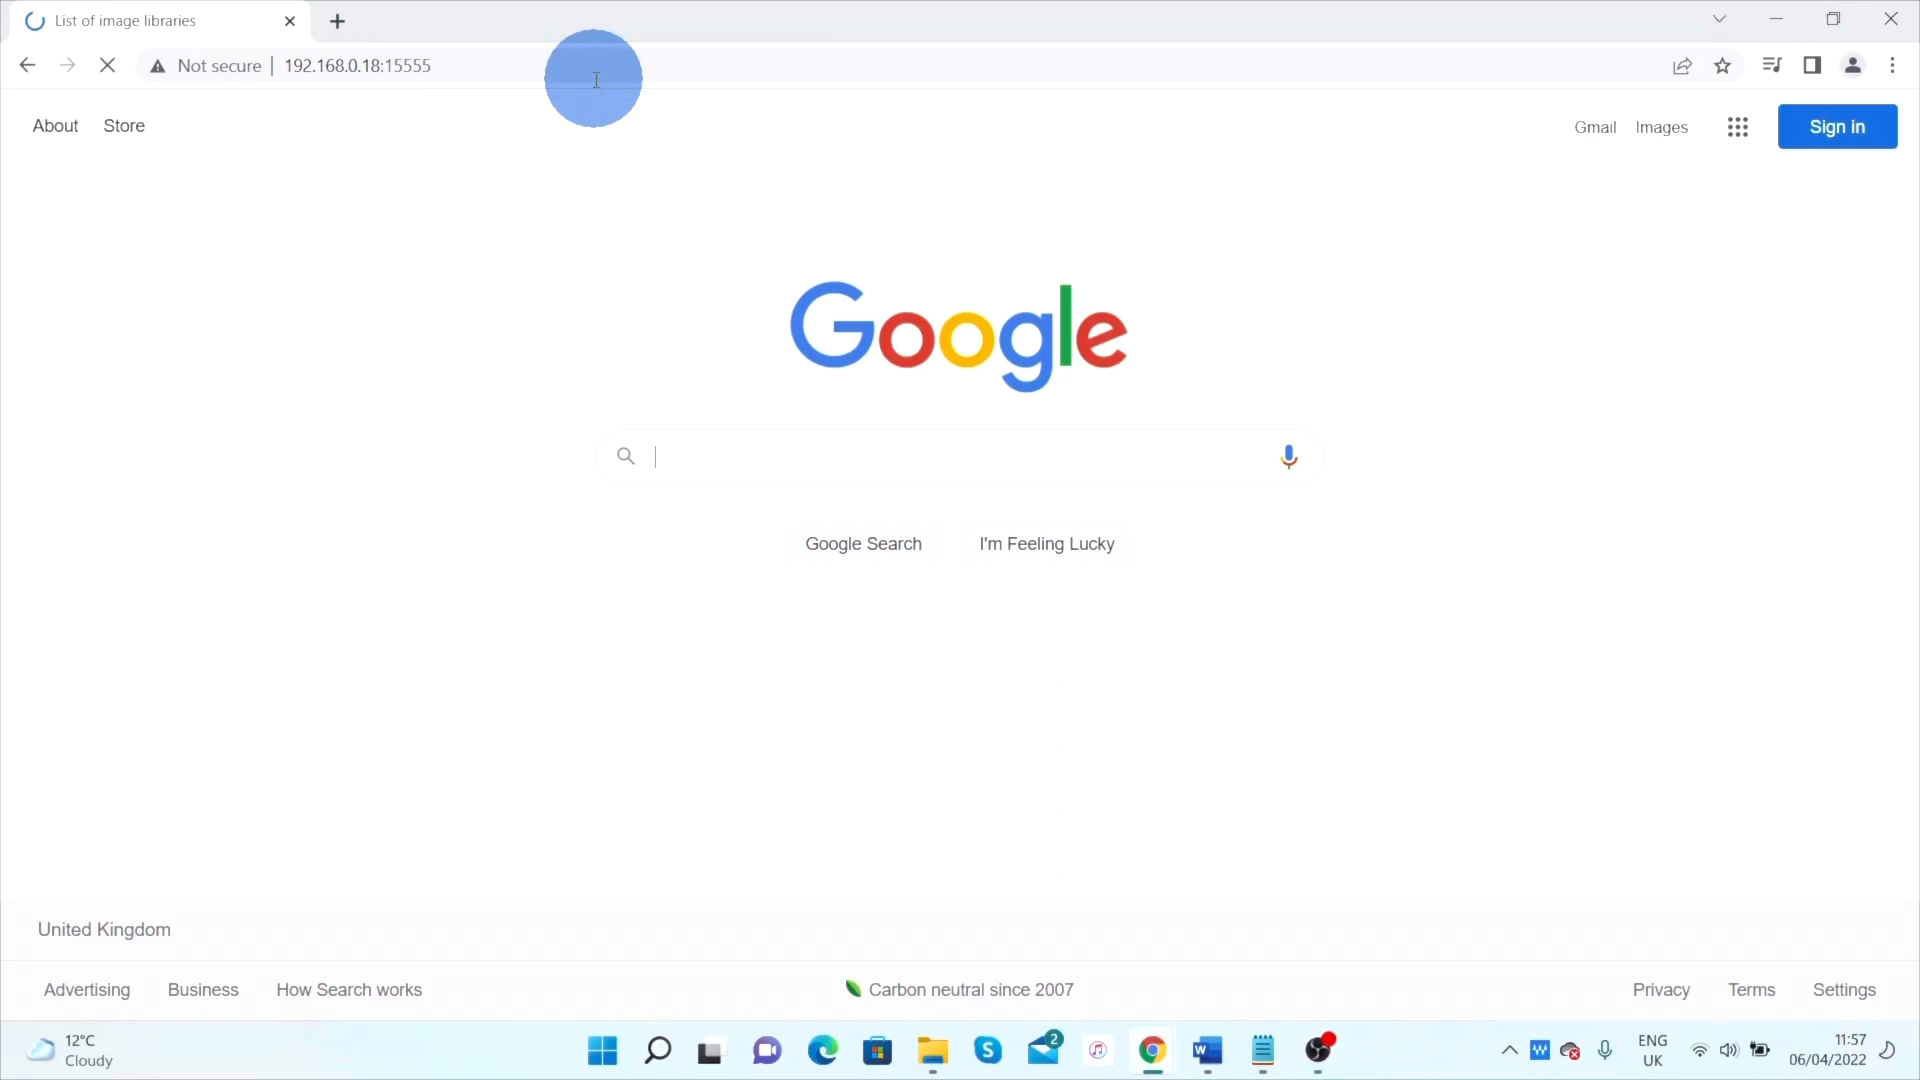 List of image libraries
Not secure | 192.168.0.18:15555
About Store
Gmail Images Sign in
Google
Google Search I'm Feeling Lucky
United Kingdom
Advertising Business How Search works
Carbon neutral since 2007
Privacy Terms Settings
12°C
Cloudy
2
ENG
UK
11:57
06/04/2022